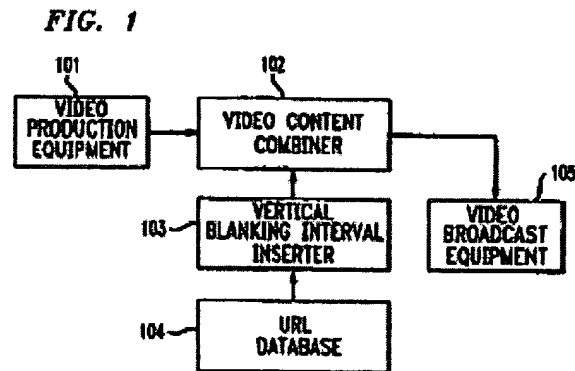 FIG. 1
101
VIDEO
PRODUCTION
EQUIPMENT
102
VIDEO CONTENT
COMBINER
103
VERTICAL
BLANKING INTERVAL
INSERTER
104
URL
DATABASE
105
VIDEO
BROADCAST
EQUIPMENT